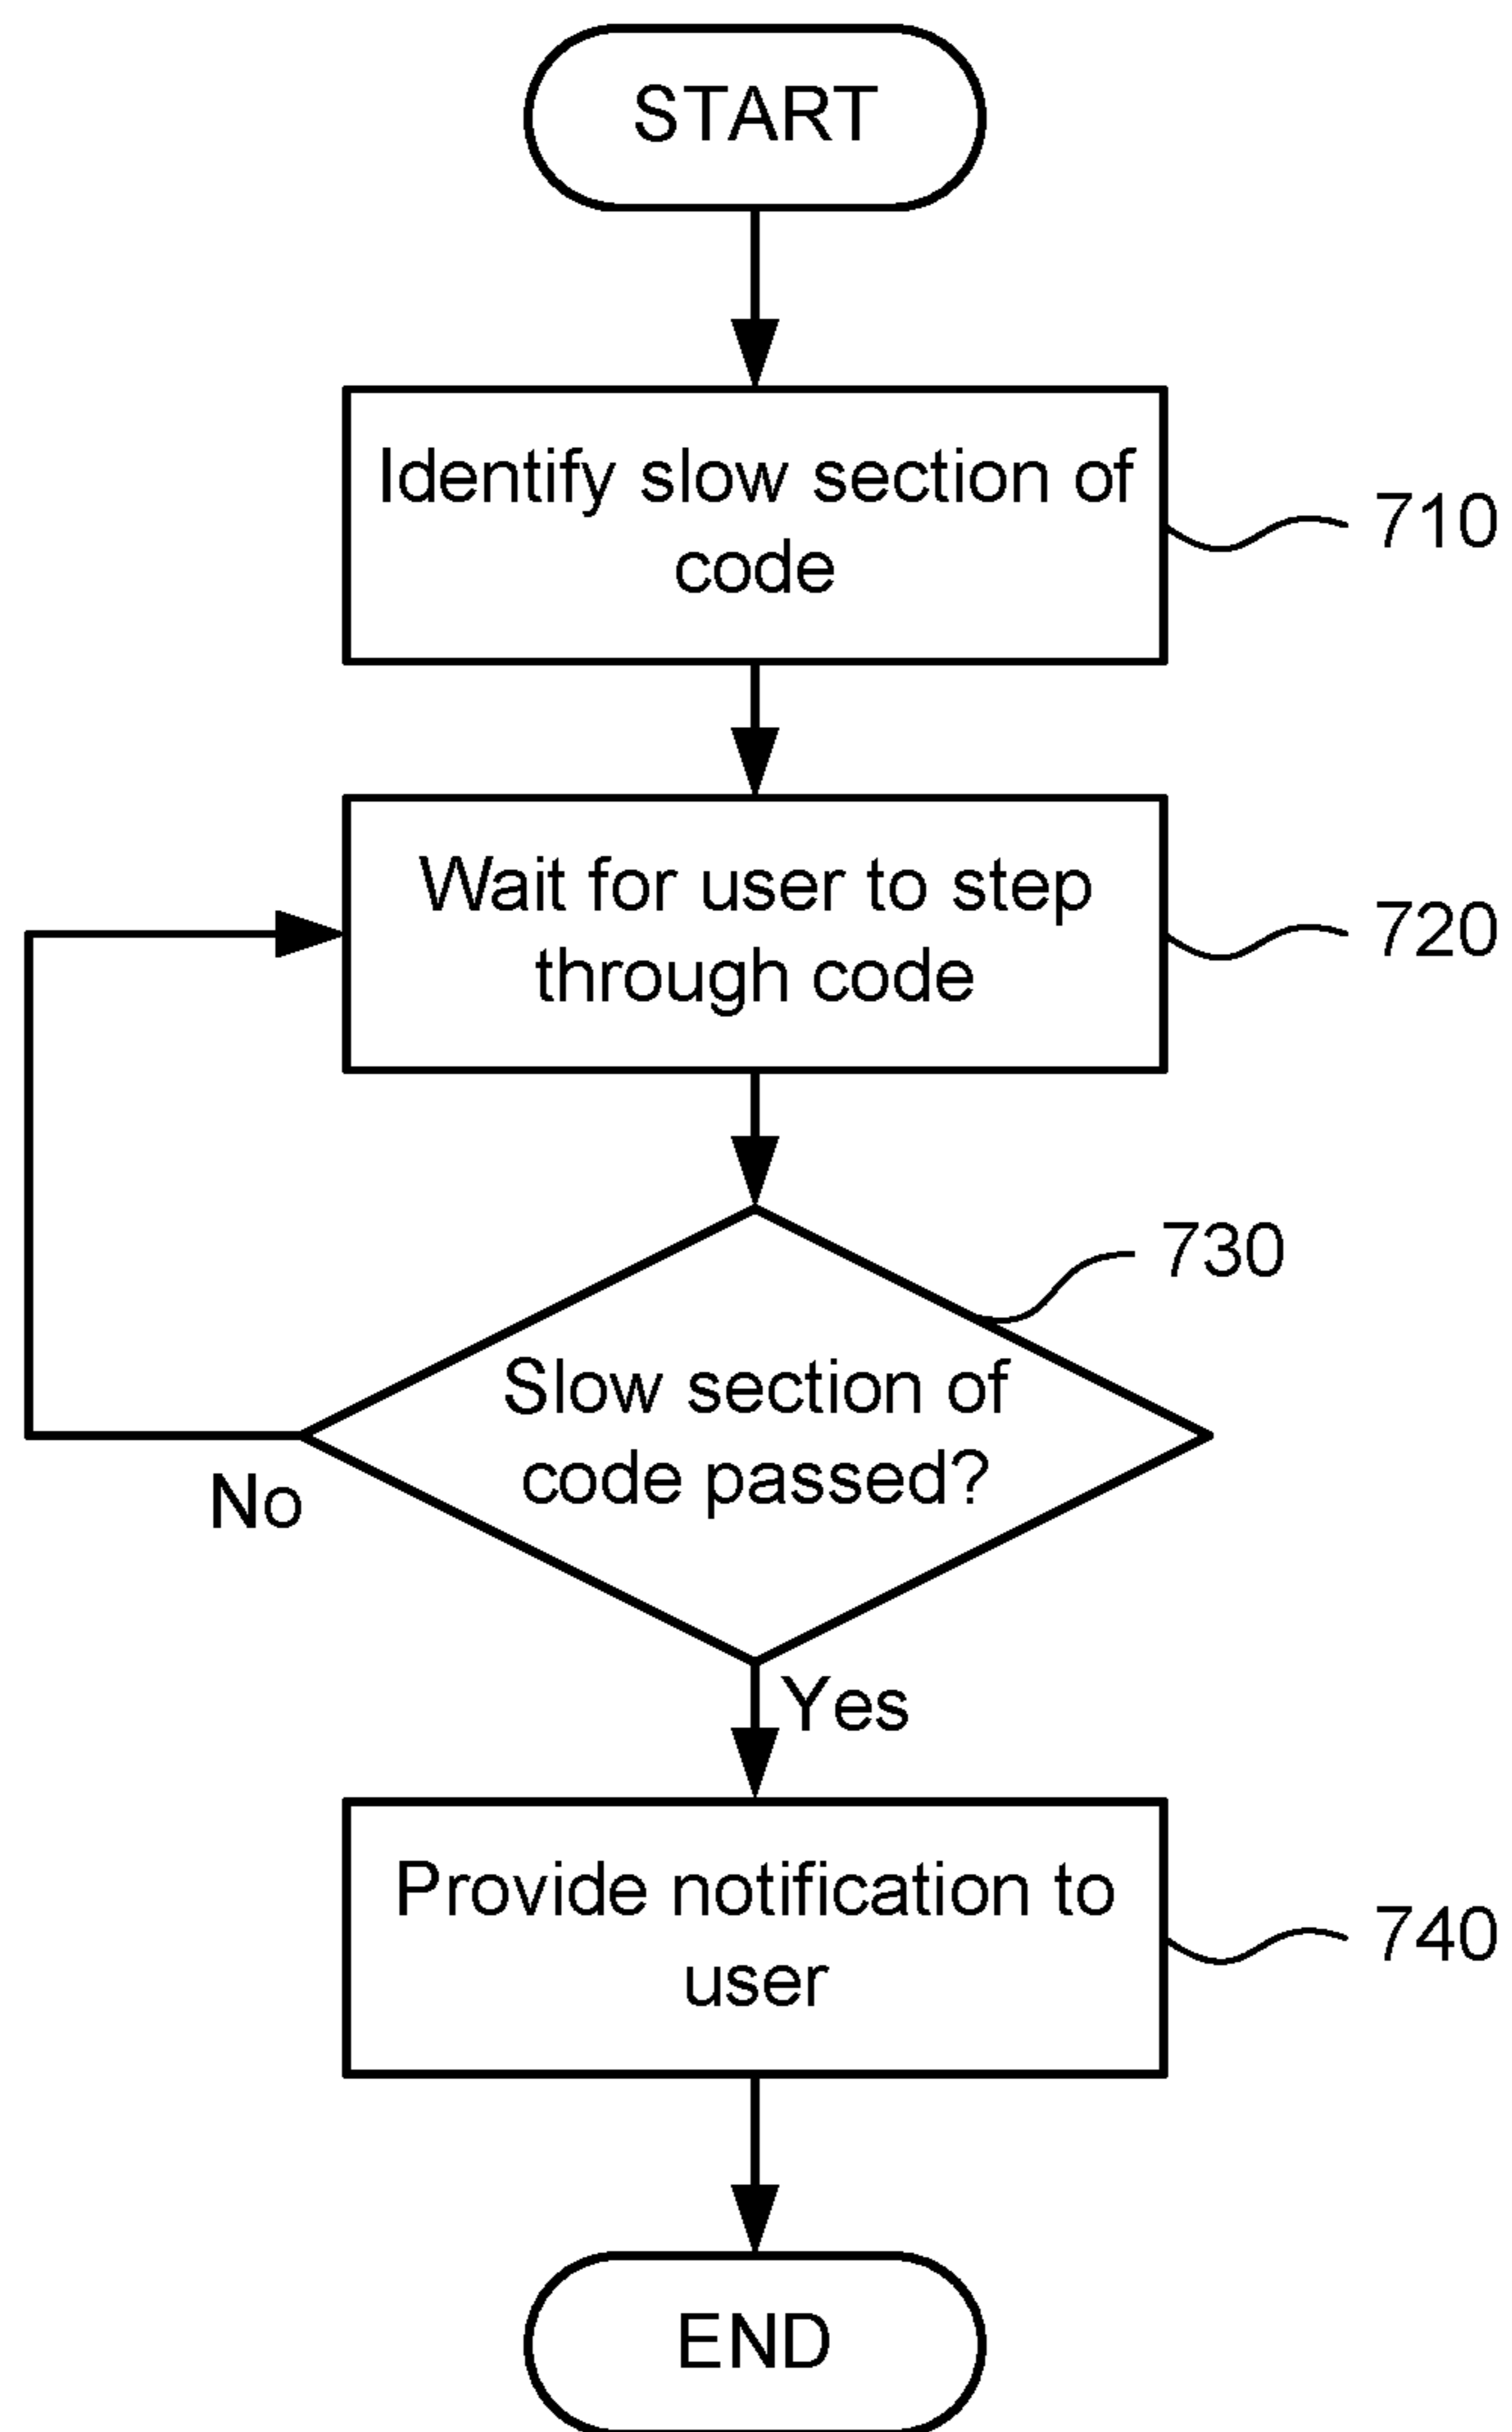 START
Identify slow section of
code
710
Wait for user to step
through code
720
730
Slow section of
code passed?
No
Yes
Provide notification to
user
740
END